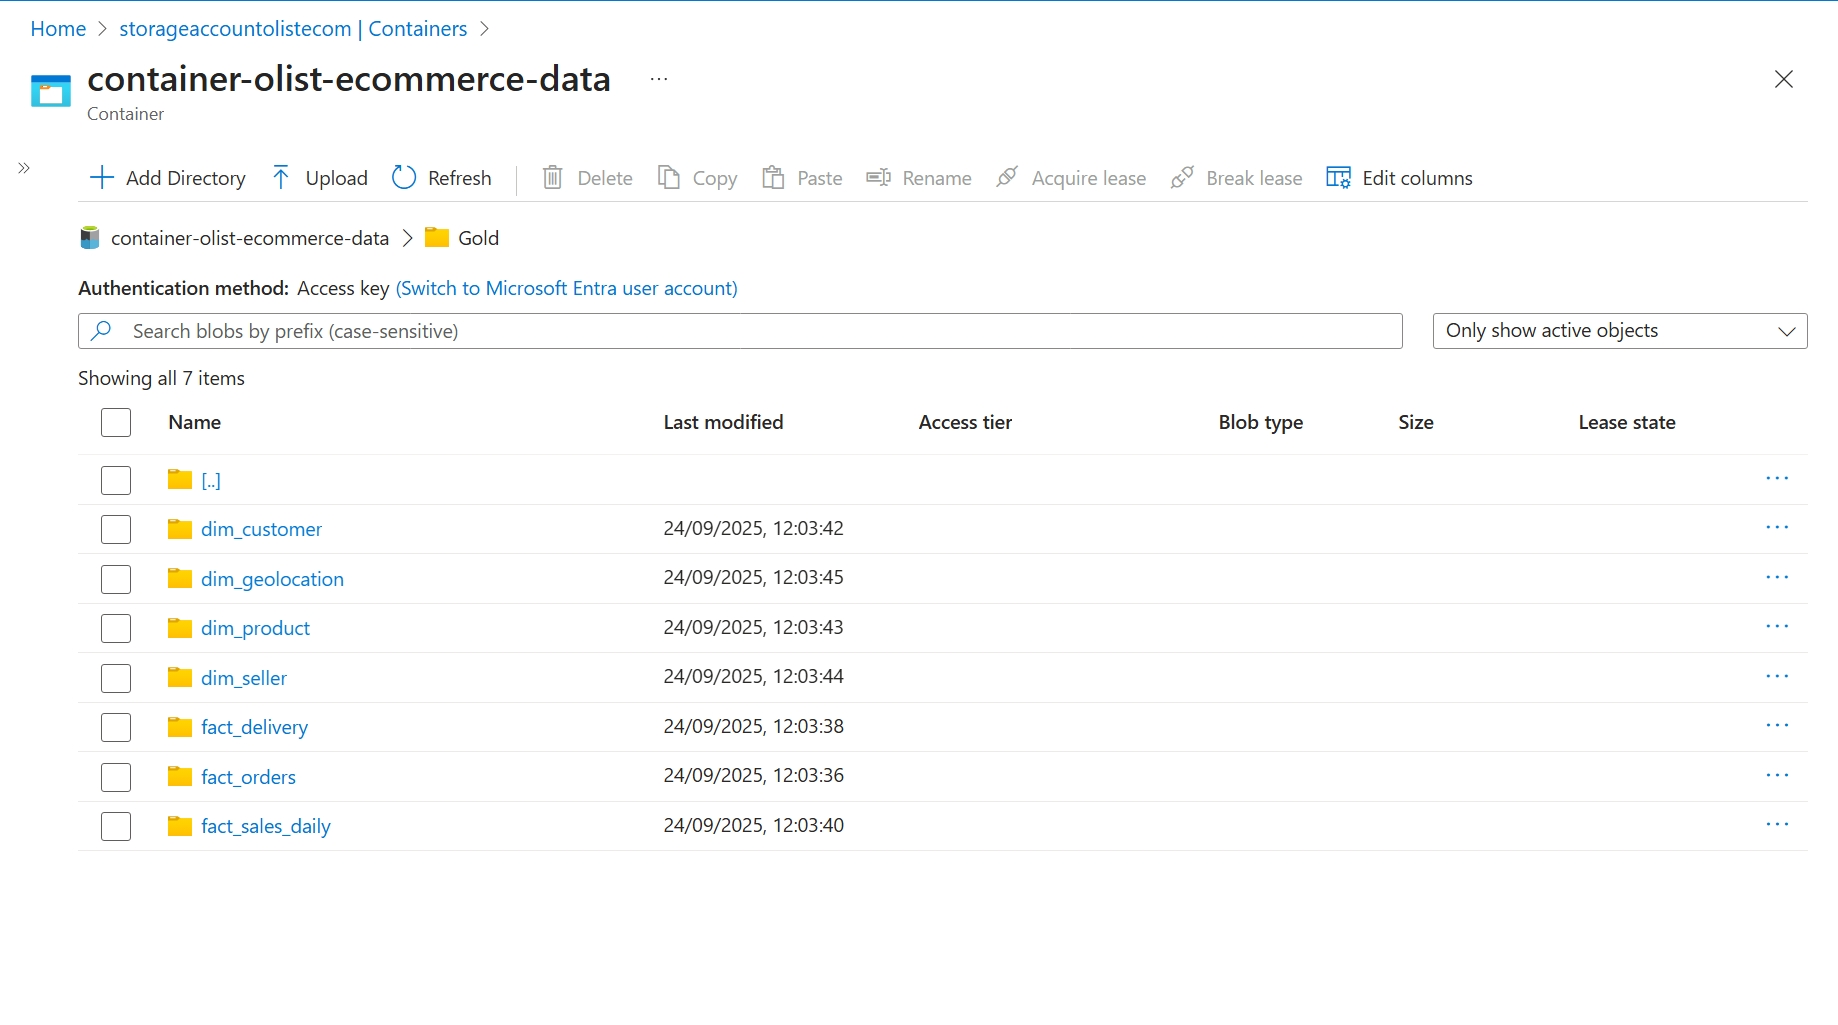 Home > storageaccountolistecom | Containers >
container-olist-ecommerce-data ...
Container
Add Directory Upload Refresh Delete Copy Paste Rename Acquire lease Break lease Edit columns
container-olist-ecommerce-data > Gold
Authentication method: Access key (Switch to Microsoft Entra user account)
Search blobs by prefix (case-sensitive) Only show active objects
Showing all 7 items
Name Last modified Access tier Blob type Size Lease state
[..] ...
dim_customer 24/09/2025, 12:03:42 ...
dim_geolocation 24/09/2025, 12:03:45 ...
dim_product 24/09/2025, 12:03:43 ...
dim_seller 24/09/2025, 12:03:44 ...
fact_delivery 24/09/2025, 12:03:38 ...
fact_orders 24/09/2025, 12:03:36 ...
fact_sales_daily 24/09/2025, 12:03:40 ...